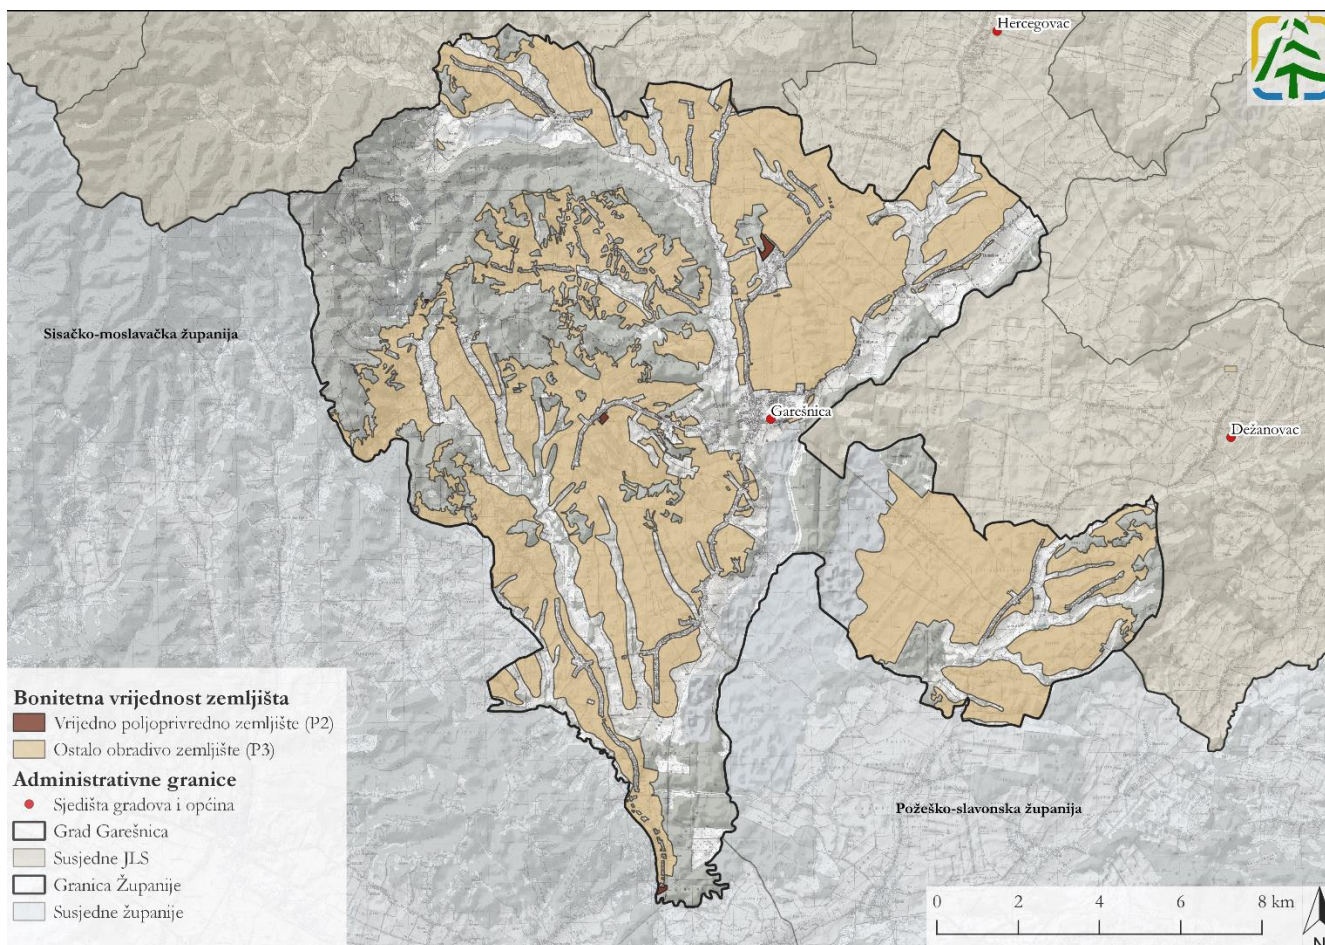 Hercegovac
Sisačko-moslavačka županija
Garešnica
Dežanovac
Požeško-slavonska županija
Bonitetna vrijednost zemljišta
Vrijedno poljoprivredno zemljište (P2)
Ostalo obradivo zemljište (P3)
Administrativne granice
Sjedišta gradova i općina
Grad Garešnica
Susjedne JLS
Granica Županije
Susjedne županije
0 2 4 6 8 km
N